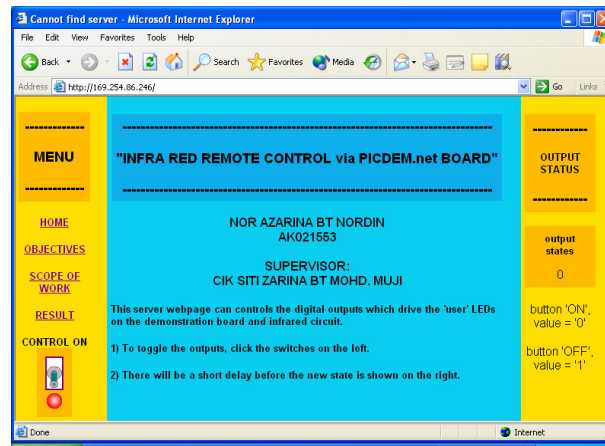 Cannot find server - Microsoft Internet Explorer
File Edit View Favorites Tools Help
Back Search Favorites Media
Address http://169.254.86.246/ Go Links
-------------
MENU
-------------
HOME
OBJECTIVES
SCOPE OF
WORK
RESULT
CONTROL ON
--------------------------------------------------------------------------
"INFRA RED REMOTE CONTROL via PICDEM.net BOARD"
--------------------------------------------------------------------------
NOR AZARINA BT NORDIN
AK021553
SUPERVISOR:
CIK SITI ZARINA BT MOHD. MUJI
This server webpage can controls the digital outputs which drive the 'user' LEDs
on the demonstration board and infrared circuit.
1) To toggle the outputs, click the switches on the left.
2) There will be a short delay before the new state is shown on the right.
------------
OUTPUT
STATUS
------------
output
states
0
button 'ON',
value = '0'
button 'OFF',
value = '1'
Done Internet